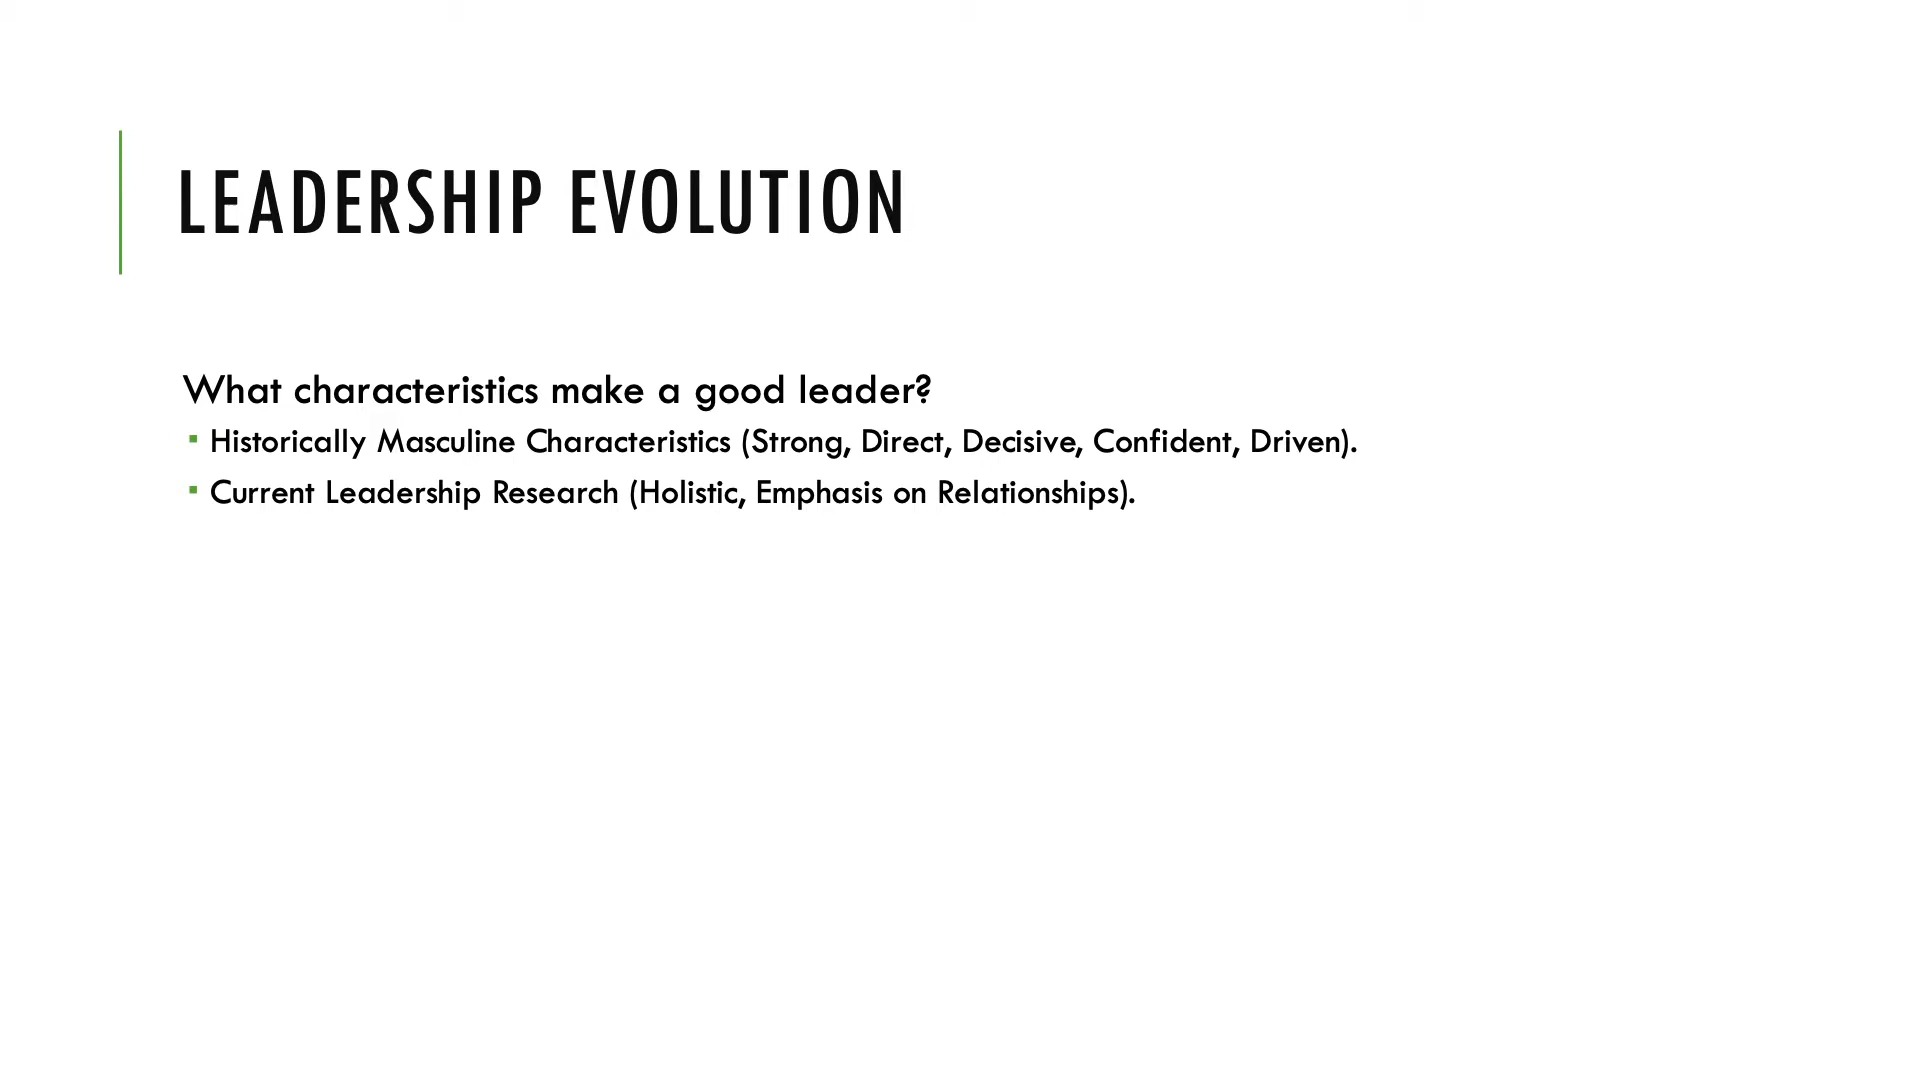 LEADERSHIP EVOLUTION
What characteristics make a good leader?
▪ Historically Masculine Characteristics (Strong, Direct, Decisive, Confident, Driven).
▪ Current Leadership Research (Holistic, Emphasis on Relationships).